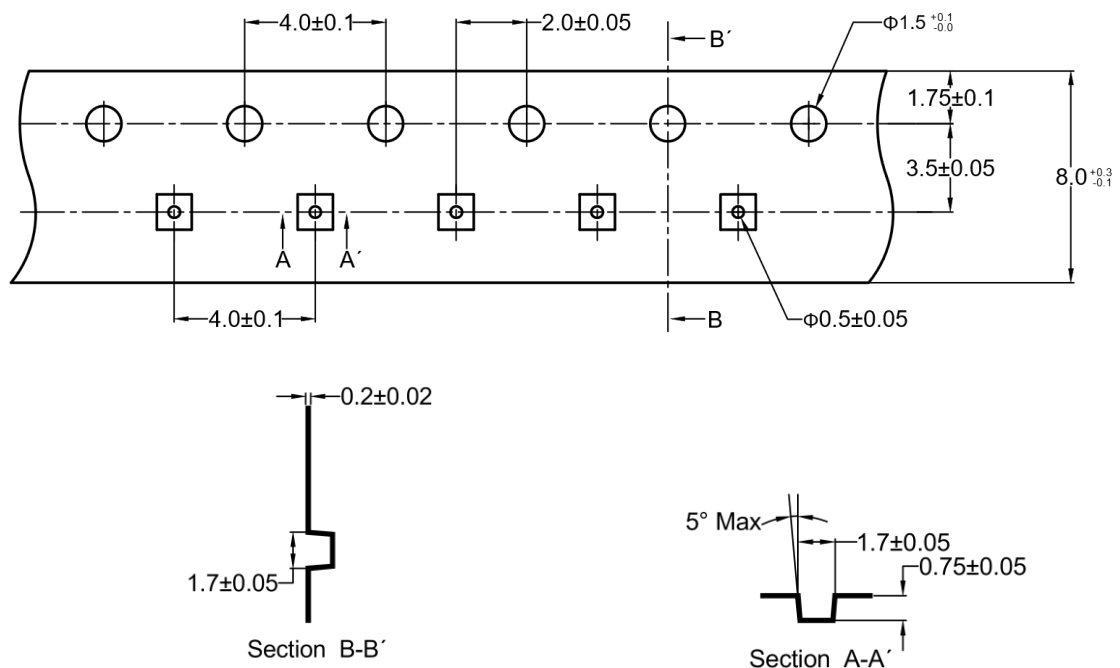 4.0±0.1
2.0±0.05
B´
Φ1.5 +0.1 -0.0
1.75±0.1
3.5±0.05
8.0 +0.3 -0.1
A
A´
4.0±0.1
B
Φ0.5±0.05
0.2±0.02
1.7±0.05
Section B-B´
5° Max
1.7±0.05
0.75±0.05
Section A-A´